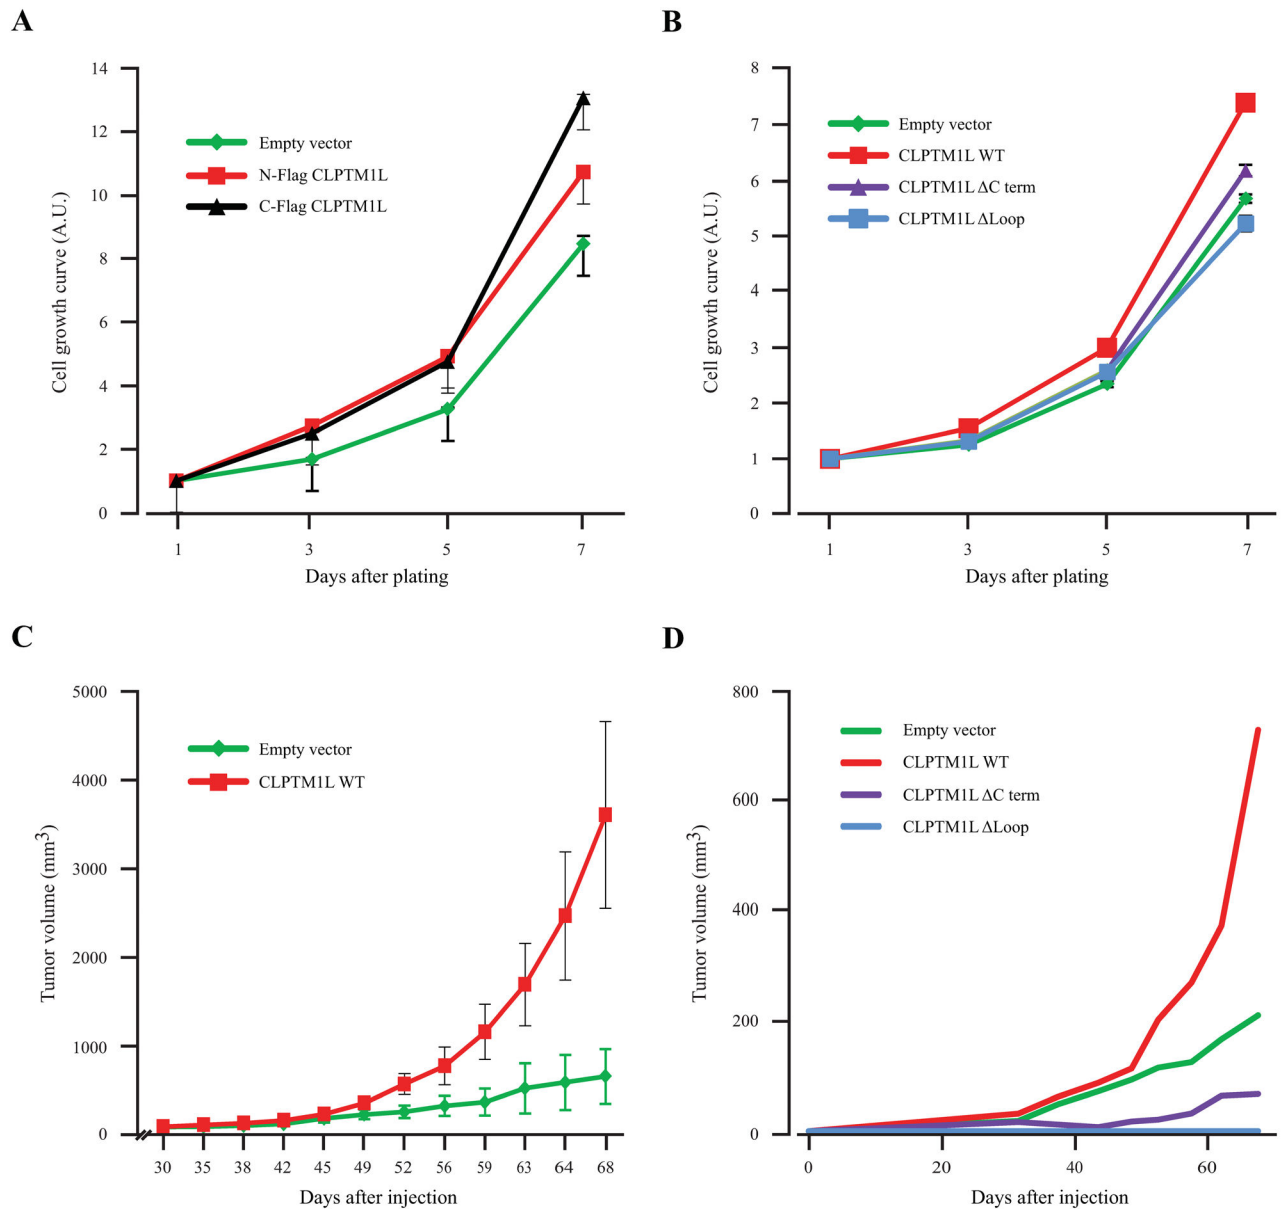 A
14
12
10
8
6
4
2
0
Cell growth curve (A.U.)
Empty vector
N-Flag CLPTM1L
C-Flag CLPTM1L
1 3 5 7
Days after plating
B
8
7
6
5
4
3
2
1
0
Cell growth curve (A.U.)
Empty vector
CLPTM1L WT
CLPTM1L ΔC term
CLPTM1L ΔLoop
1 3 5 7
Days after plating
C
5000
4000
3000
2000
1000
0
Tumor volume (mm³)
Empty vector
CLPTM1L WT
30 35 38 42 45 49 52 56 59 63 64 68
Days after injection
D
800
600
400
200
0
Tumor volume (mm³)
Empty vector
CLPTM1L WT
CLPTM1L ΔC term
CLPTM1L ΔLoop
0 20 40 60
Days after injection